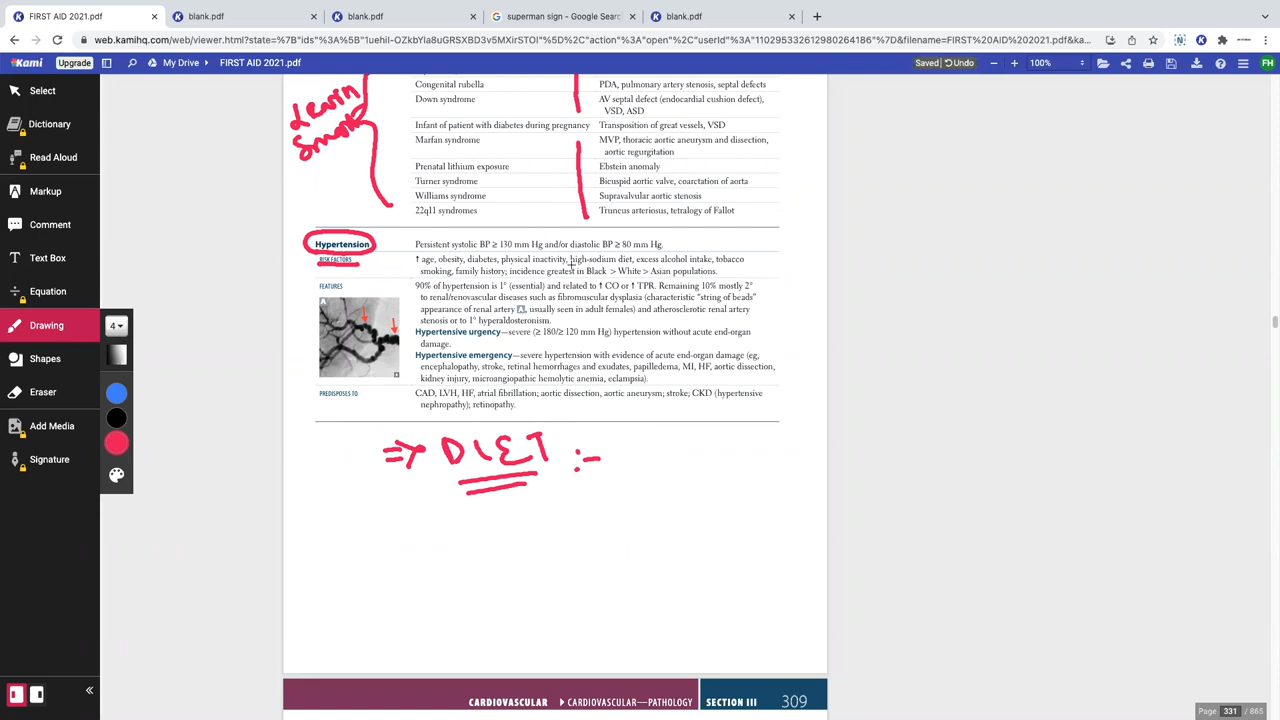 FIRST AID 2021.pdf
blank.pdf
blank.pdf
superman sign - Google Sear
blank.pdf
web.kamihq.com/web/viewer.html?state=%7B"ids"%3A%5B"1uehiI-OZkbYIa8uGRSXBD3v5MXirSTOI"%5D%2C"action"%3A"open"%2C"userId"%3A"110295332612980264186"%7D&filename=FIRST%20AID%202021.pdf&ka...
Kami
Upgrade
My Drive
FIRST AID 2021.pdf
100%
Saved
Undo
FH
Select
Dictionary
Read Aloud
Markup
Comment
Text Box
Equation
Drawing
4
Shapes
Eraser
Add Media
Signature
Congenital rubella PDA, pulmonary artery stenosis, septal defects
Down syndrome AV septal defect (endocardial cushion defect),
VSD, ASD
Infant of patient with diabetes during pregnancy Transposition of great vessels, VSD
Marfan syndrome MVP, thoracic aortic aneurysm and dissection,
aortic regurgitation
Prenatal lithium exposure Ebstein anomaly
Turner syndrome Bicuspid aortic valve, coarctation of aorta
Williams syndrome Supravalvular aortic stenosis
22q11 syndromes Truncus arteriosus, tetralogy of Fallot
Hypertension Persistent systolic BP ≥ 130 mm Hg and/or diastolic BP ≥ 80 mm Hg.
RISK FACTORS ↑ age, obesity, diabetes, physical inactivity, high-sodium diet, excess alcohol intake, tobacco
smoking, family history; incidence greatest in Black > White > Asian populations.
FEATURES 90% of hypertension is 1° (essential) and related to ↑ CO or ↑ TPR. Remaining 10% mostly 2°
to renal/renovascular diseases such as fibromuscular dysplasia (characteristic "string of beads"
appearance of renal artery A, usually seen in adult females) and atherosclerotic renal artery
stenosis or to 1° hyperaldosteronism.
Hypertensive urgency—severe (≥ 180/≥ 120 mm Hg) hypertension without acute end-organ
damage.
Hypertensive emergency—severe hypertension with evidence of acute end-organ damage (eg,
encephalopathy, stroke, retinal hemorrhages and exudates, papilledema, MI, HF, aortic dissection,
kidney injury, microangiopathic hemolytic anemia, eclampsia).
PREDISPOSES TO CAD, LVH, HF, atrial fibrillation; aortic dissection, aortic aneurysm; stroke; CKD (hypertensive
nephropathy); retinopathy.
A
⇒ DIET :-
CARDIOVASCULAR ▶ CARDIOVASCULAR—PATHOLOGY SECTION III 309
Page 331 / 865